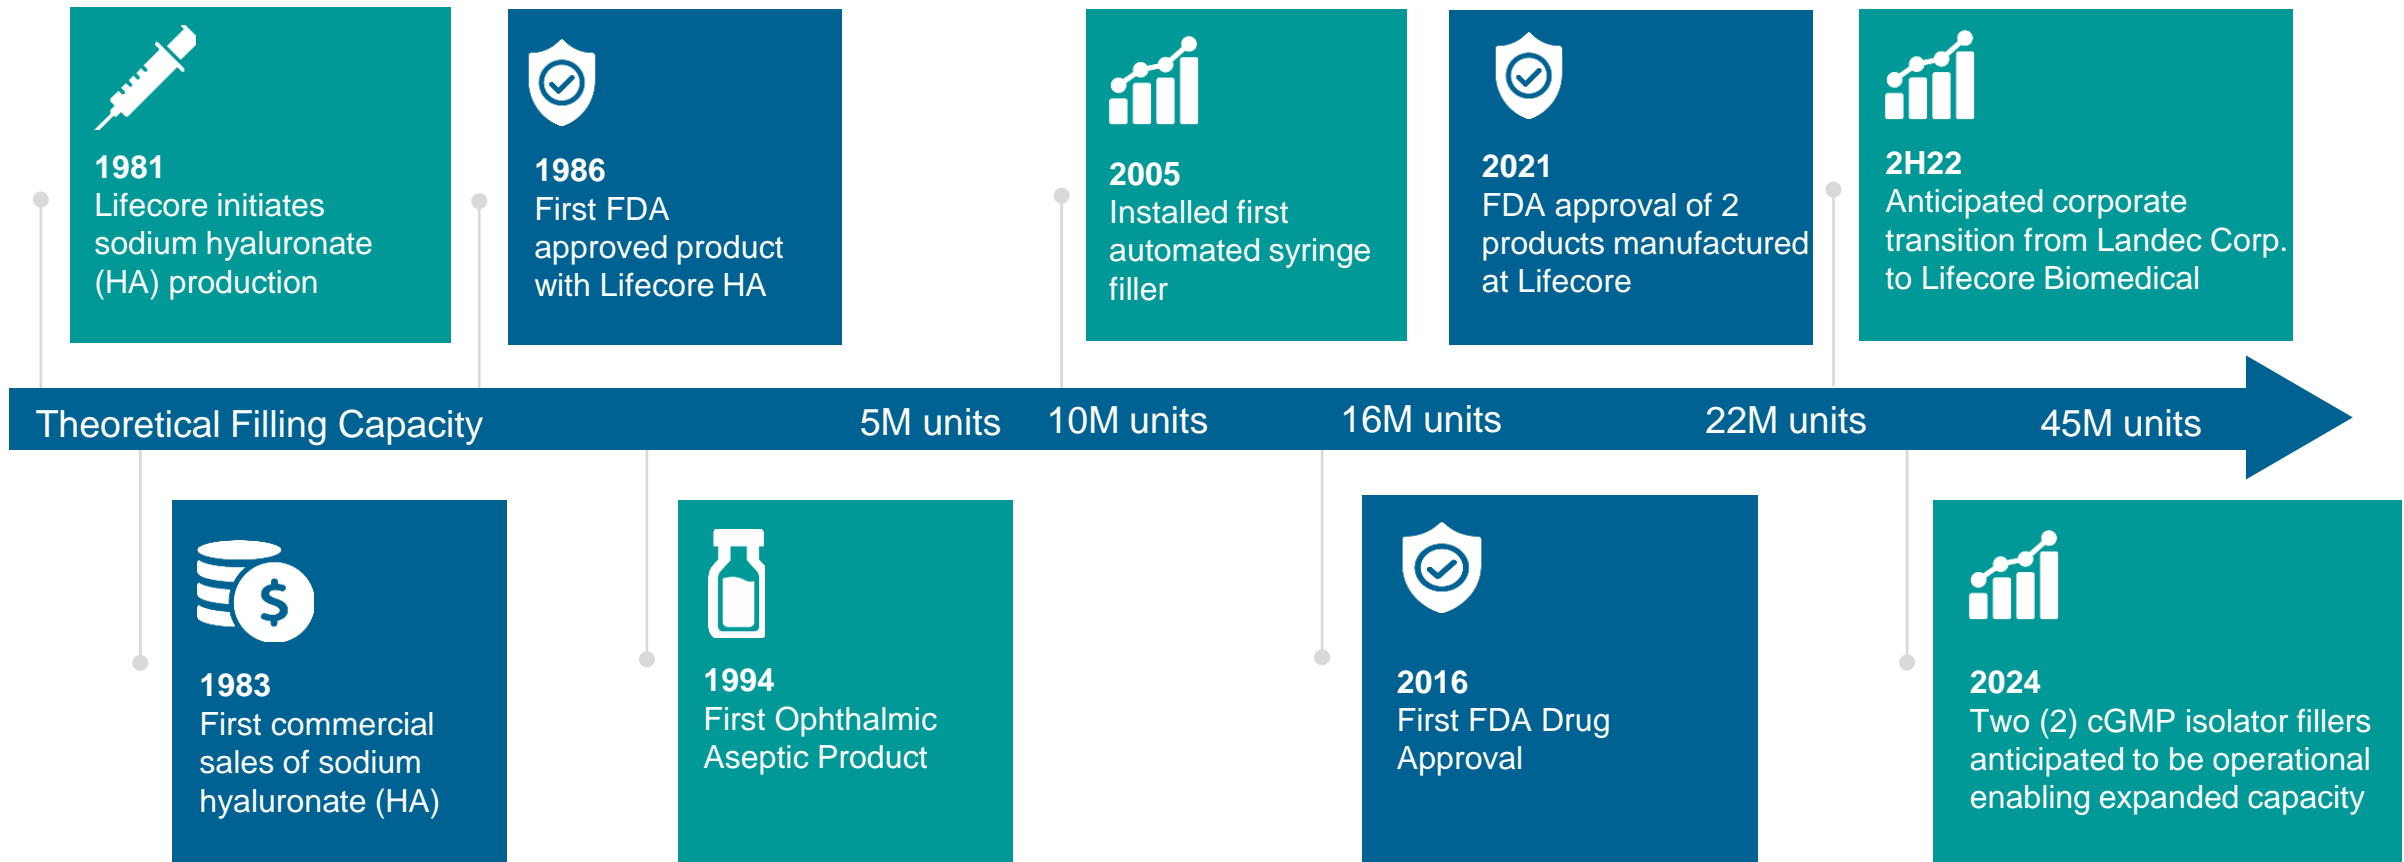 1981
Lifecore initiates
sodium hyaluronate
(HA) production
1986
First FDA
approved product
with Lifecore HA
2005
Installed first
automated syringe
filler
2021
FDA approval of 2
products manufactured
at Lifecore
2H22
Anticipated corporate
transition from Landec Corp.
to Lifecore Biomedical
Theoretical Filling Capacity 5M units 10M units 16M units 22M units 45M units
$
1983
First commercial
sales of sodium
hyaluronate (HA)
1994
First Ophthalmic
Aseptic Product
2016
First FDA Drug
Approval
2024
Two (2) cGMP isolator fillers
anticipated to be operational
enabling expanded capacity